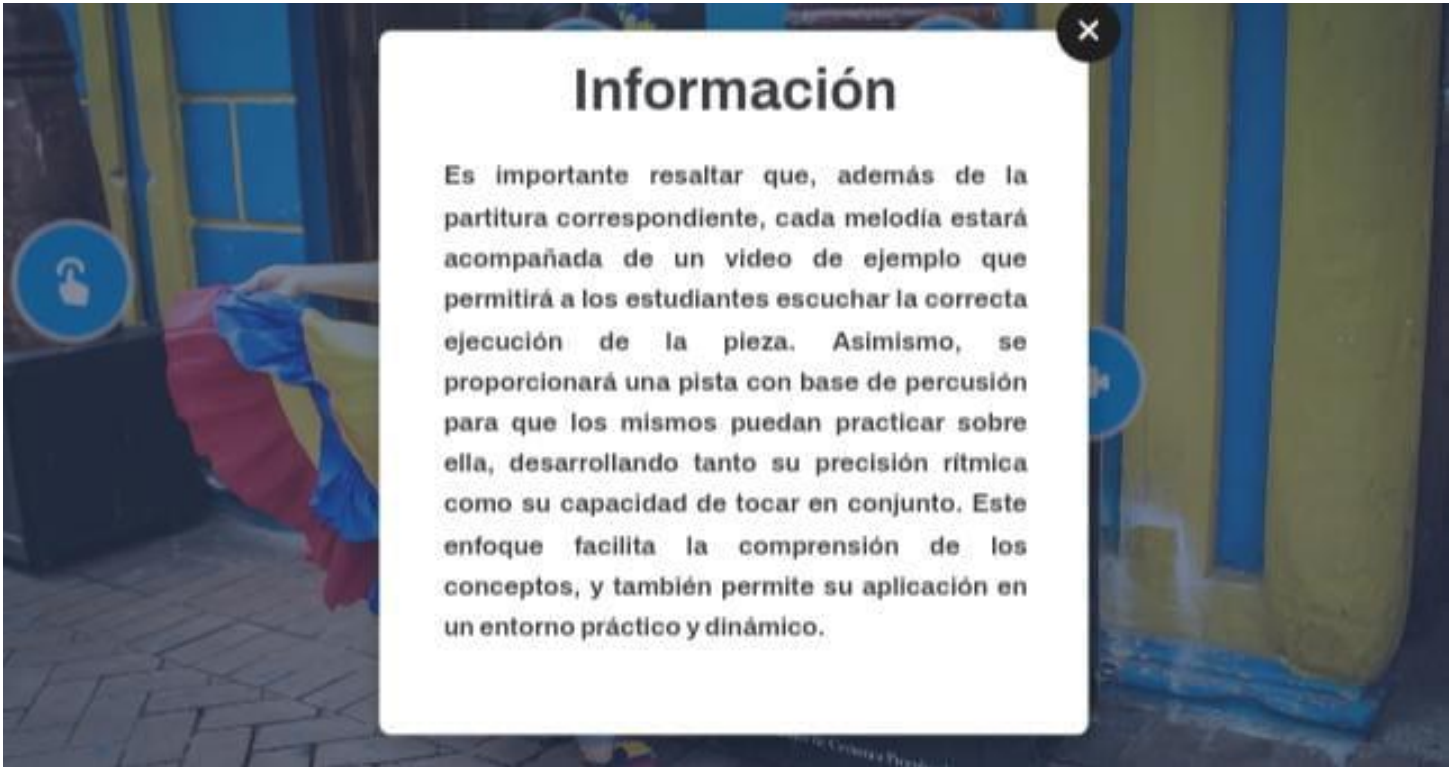 Información
Es importante resaltar que, además de la
partitura correspondiente, cada melodía estará
acompañada de un video de ejemplo que
permitirá a los estudiantes escuchar la correcta
ejecución de la pieza. Asimismo, se
proporcionará una pista con base de percusión
para que los mismos puedan practicar sobre
ella, desarrollando tanto su precisión rítmica
como su capacidad de tocar en conjunto. Este
enfoque facilita la comprensión de los
conceptos, y también permite su aplicación en
un entorno práctico y dinámico.